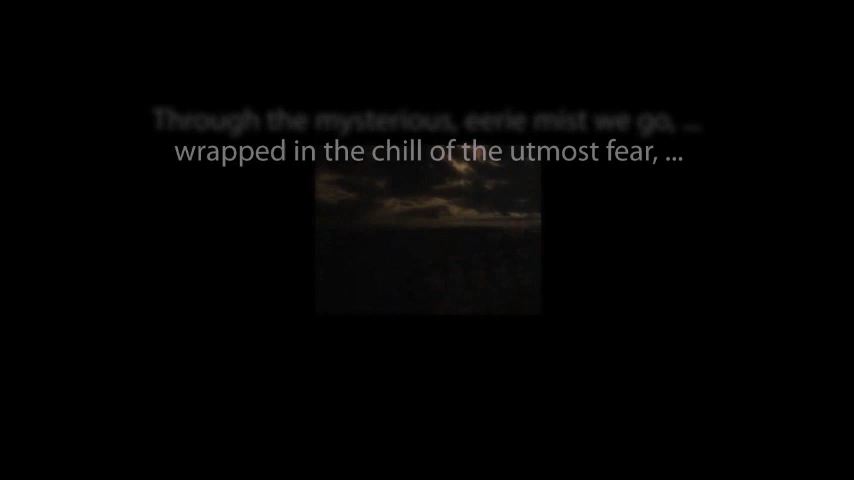 Through the mysterious, eerie mist we go, ...
wrapped in the chill of the utmost fear, ...